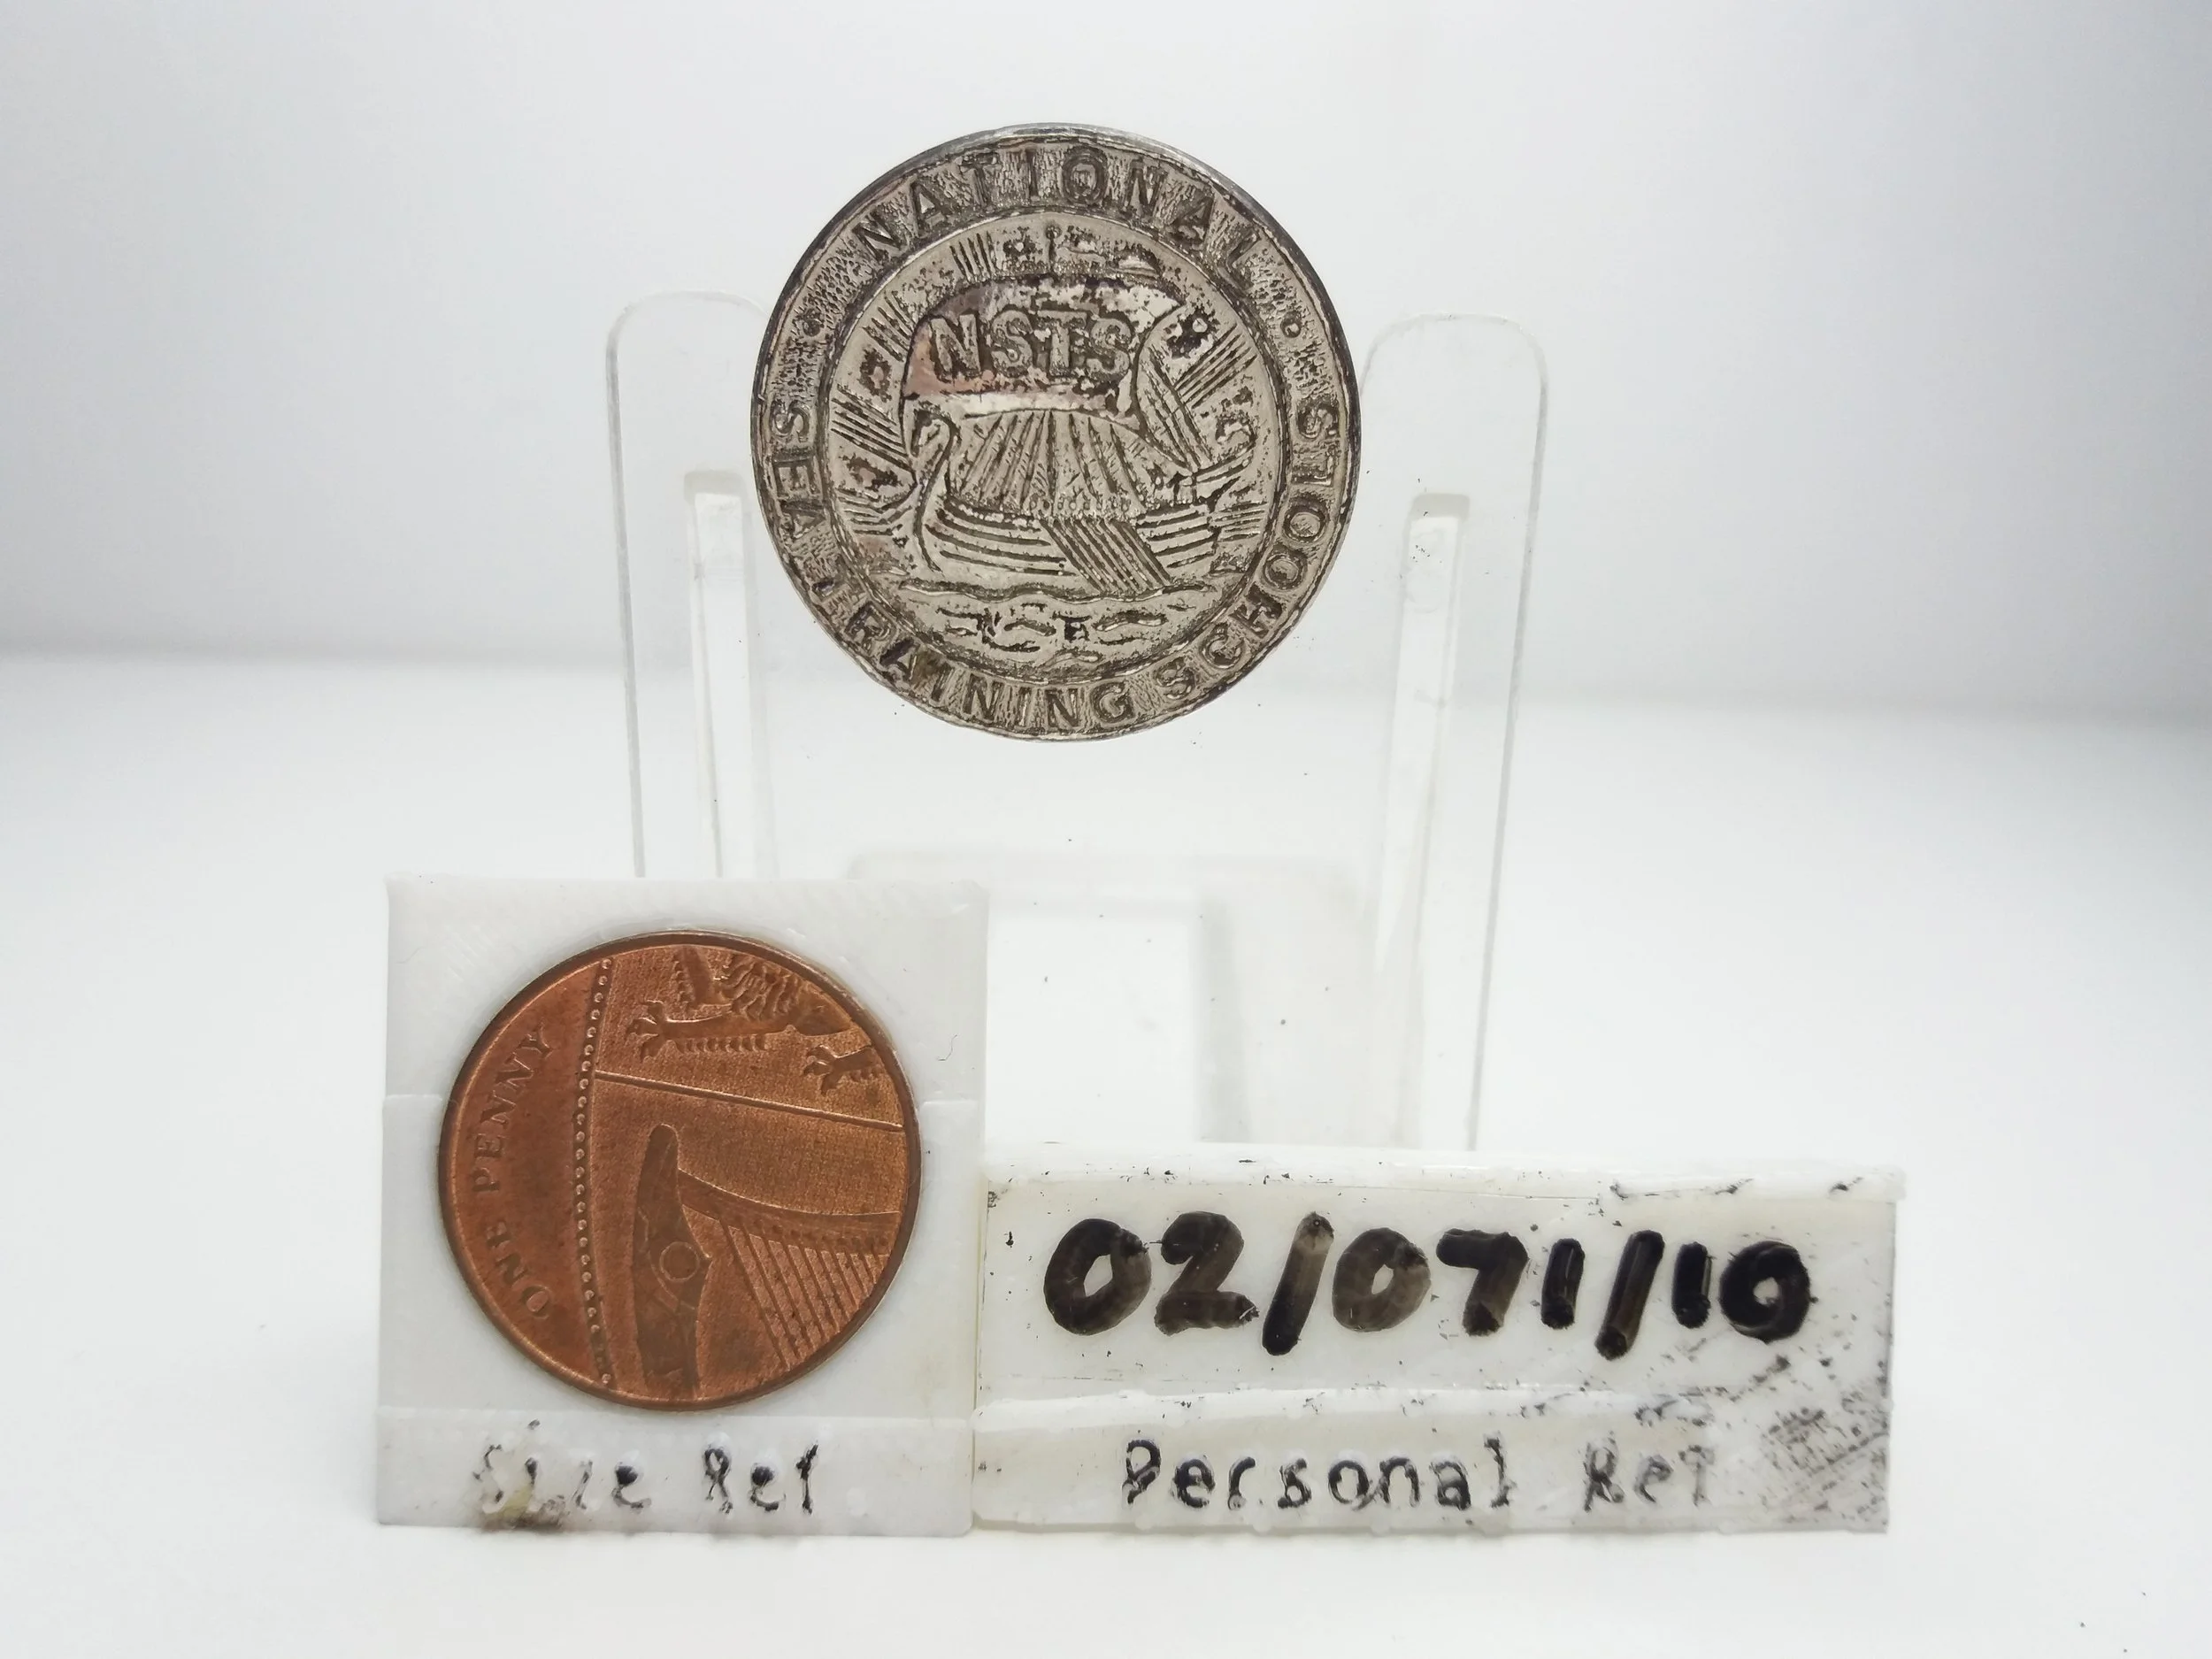 · NATIONAL ·
SEA TRAINING SCHOOLS
NSTS
ONE PENNY
02/071/10
Size Ref
Personal Ref